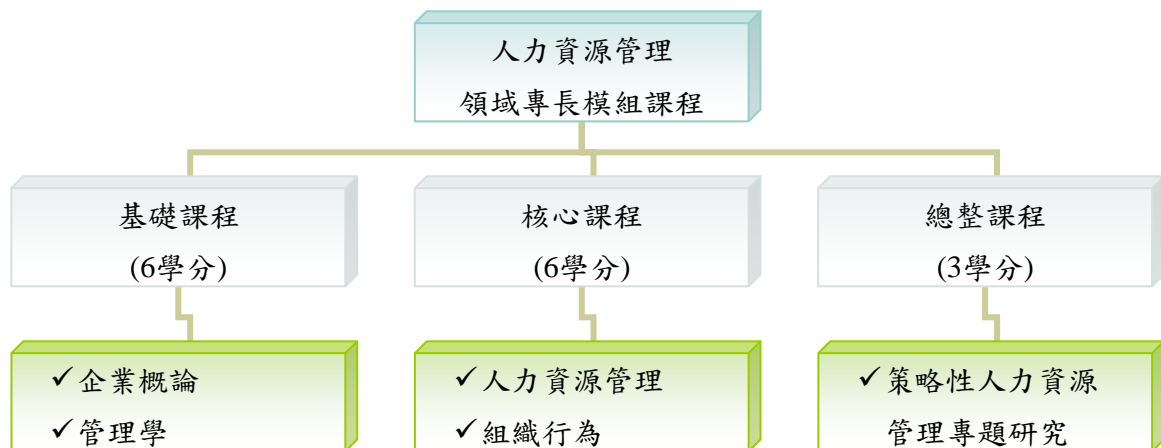 人力資源管理
領域專長模組課程
基礎課程
(6學分)
核心課程
(6學分)
總整課程
(3學分)
✓企業概論
✓管理學
✓人力資源管理
✓組織行為
✓策略性人力資源
管理專題研究